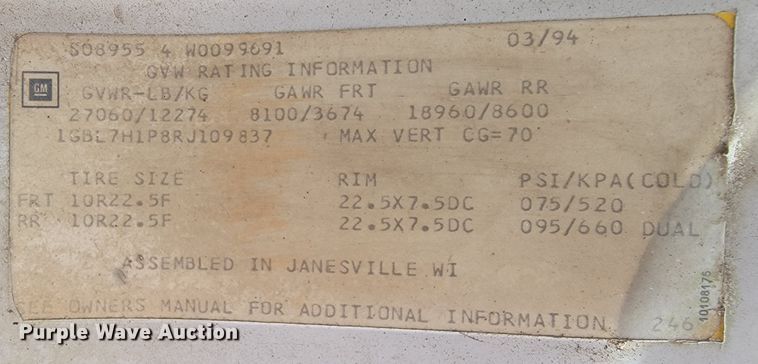 S08955 4 W0099691 03/94
GVW RATING INFORMATION
GM
GVWR-LB/KG GAWR FRT GAWR RR
27060/12274 8100/3674 18960/8600
1GBL7H1P8RJ109837 MAX VERT CG=70
TIRE SIZE RIM PSI/KPA(COLD)
FRT 10R22.5F 22.5X7.5DC 075/520
RR 10R22.5F 22.5X7.5DC 095/660 DUAL
ASSEMBLED IN JANESVILLE WI
SEE OWNERS MANUAL FOR ADDITIONAL INFORMATION 246
10108175
Purple Wave Auction